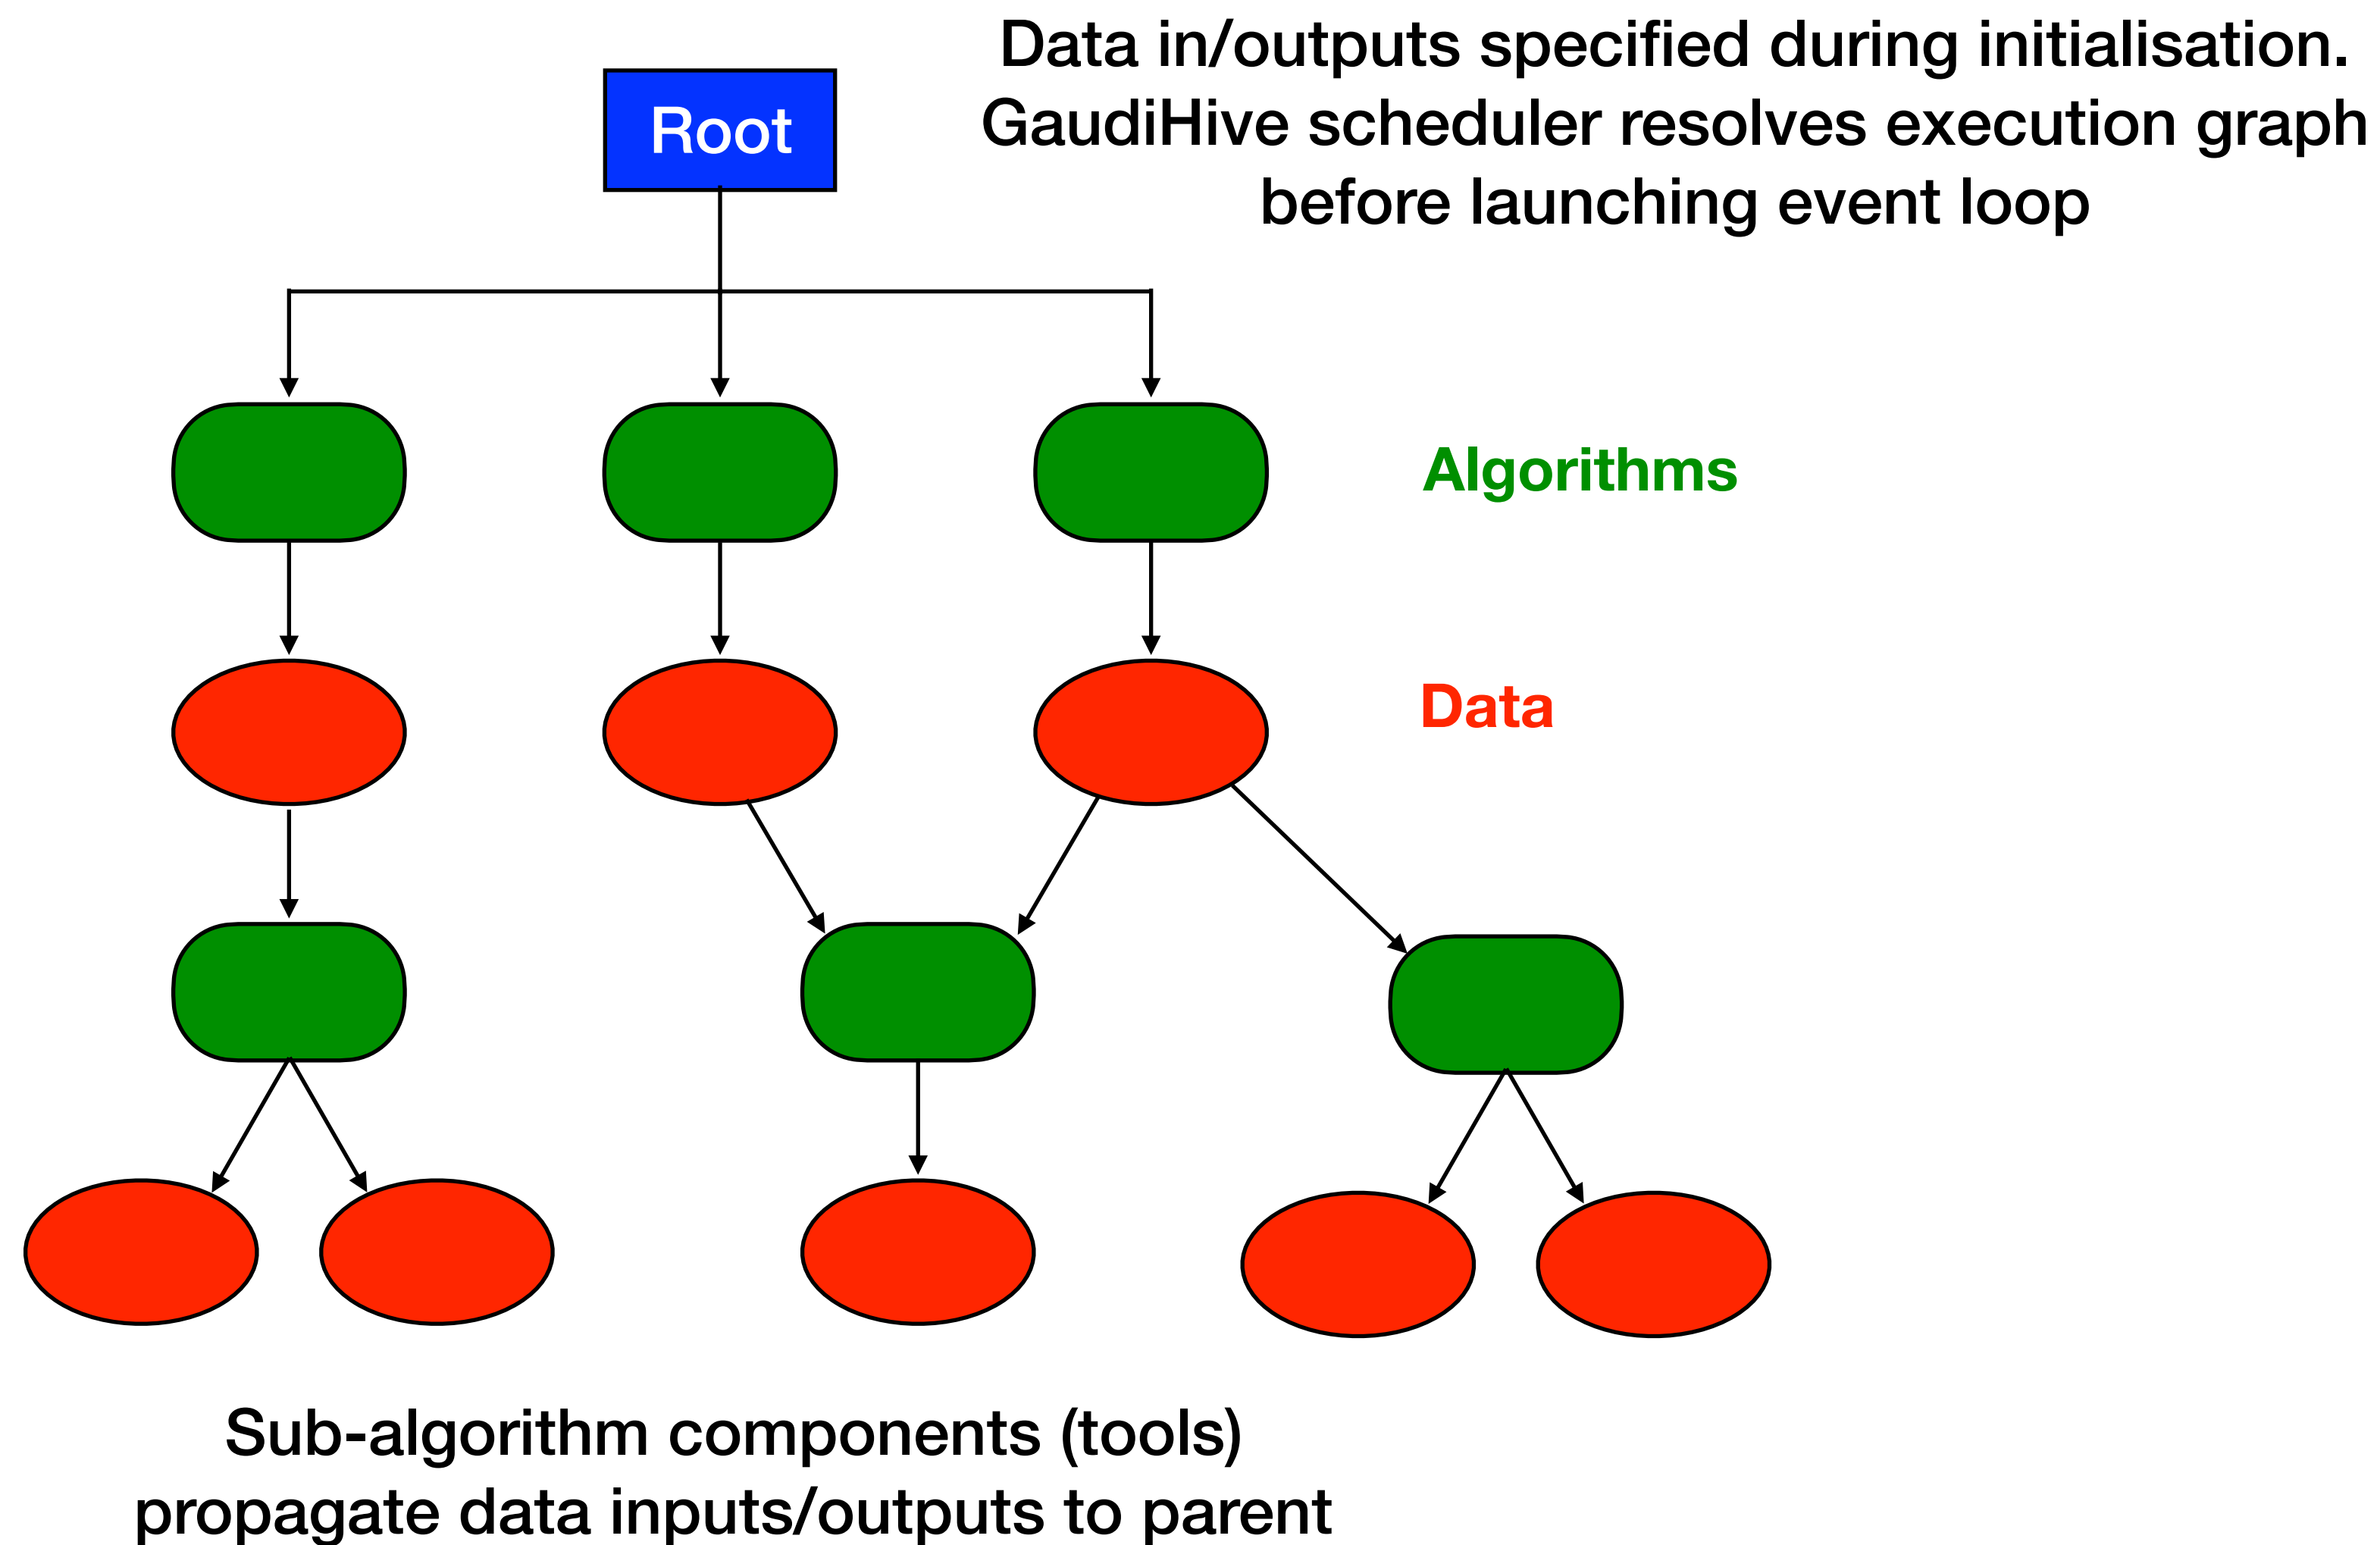 Data in/outputs specified during initialisation.
GaudiHive scheduler resolves execution graph
before launching event loop
Root
Algorithms
Data
Sub-algorithm components (tools)
propagate data inputs/outputs to parent